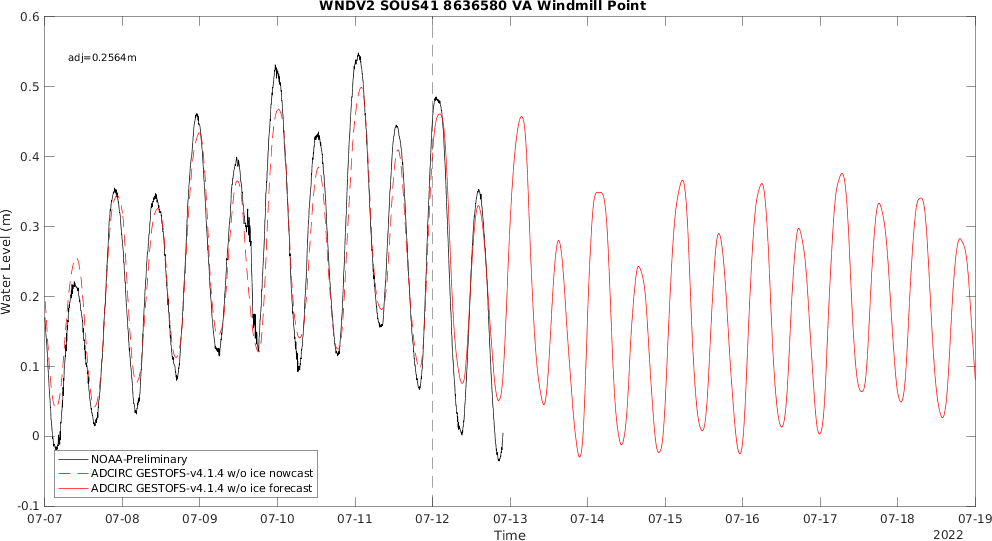 WNDV2 SOUS41 8636580 VA Windmill Point
adj=0.2564m
0.6
0.5
0.4
0.3
0.2
0.1
0
-0.1
Water Level (m)
NOAA-Preliminary
ADCIRC GESTOFS-v4.1.4 w/o ice nowcast
ADCIRC GESTOFS-v4.1.4 w/o ice forecast
07-07 07-08 07-09 07-10 07-11 07-12 07-13 07-14 07-15 07-16 07-17 07-18 07-19
Time
2022